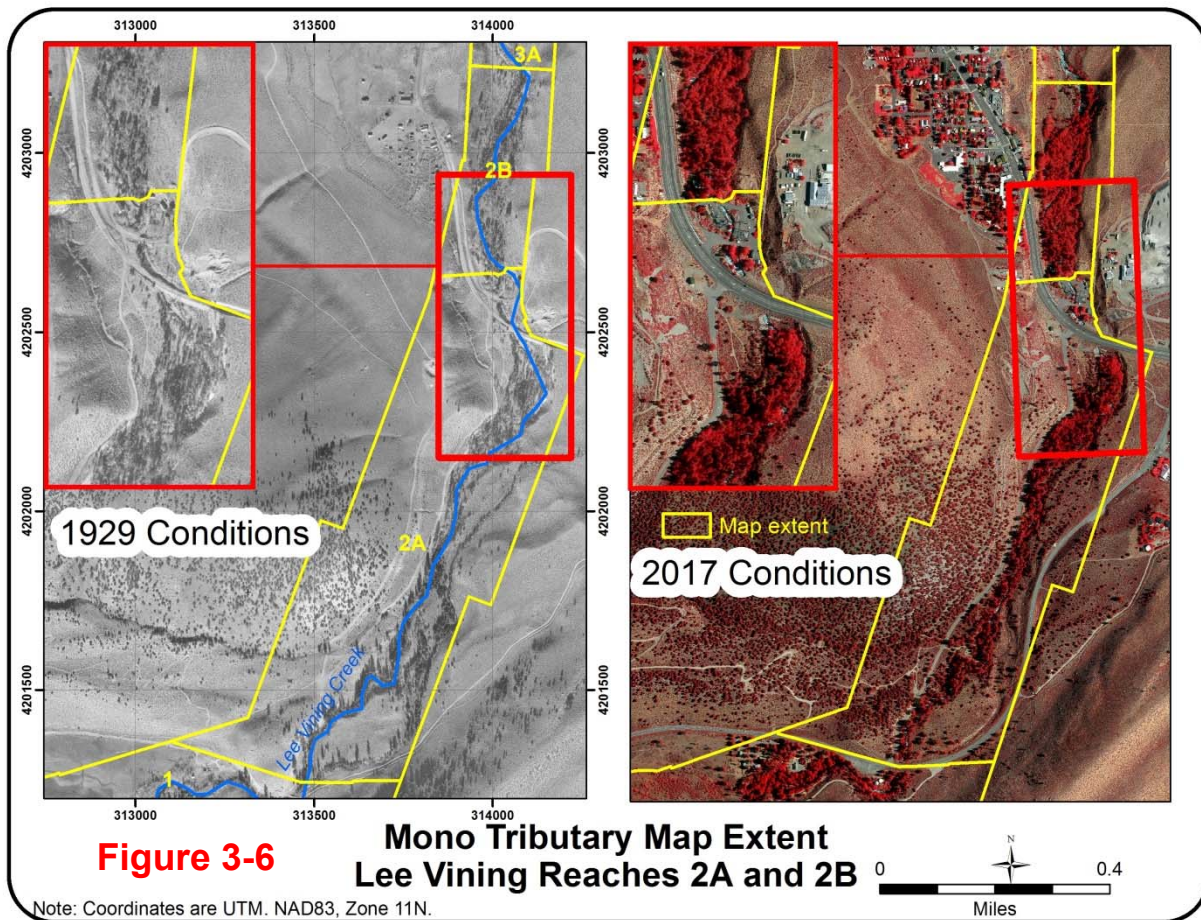 313000
313500
314000
4203000
4202500
4202000
4201500
3A
2B
2A
Lee Vining Creek
1
1929 Conditions
313000
313500
314000
4203000
4202500
4202000
4201500
Map extent
2017 Conditions
Figure 3-6
Mono Tributary Map Extent
Lee Vining Reaches 2A and 2B
N
0
0.4
Miles
Note: Coordinates are UTM. NAD83, Zone 11N.